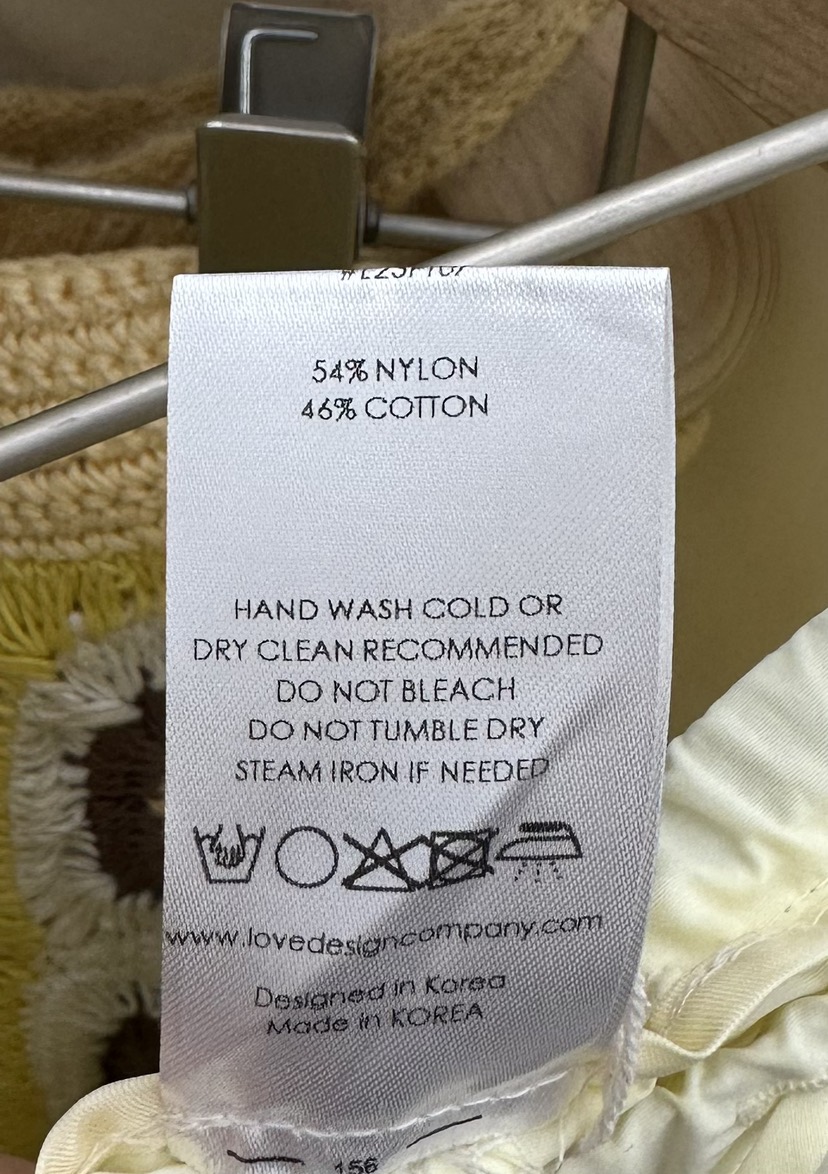 54% NYLON
46% COTTON
HAND WASH COLD OR
DRY CLEAN RECOMMENDED
DO NOT BLEACH
DO NOT TUMBLE DRY
STEAM IRON IF NEEDED
www.lovedesigncompany.com
Designed in Korea
Made in KOREA
156